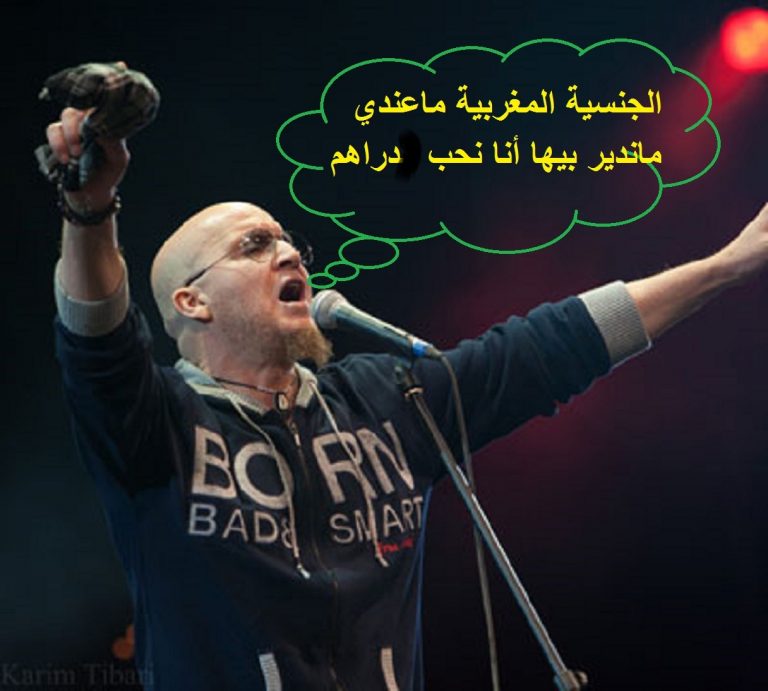 الجنسية المغربية ماعندي
ماندير بيها أنا نحب دراهم
BORN
BAD& SMART
Karim Tibari